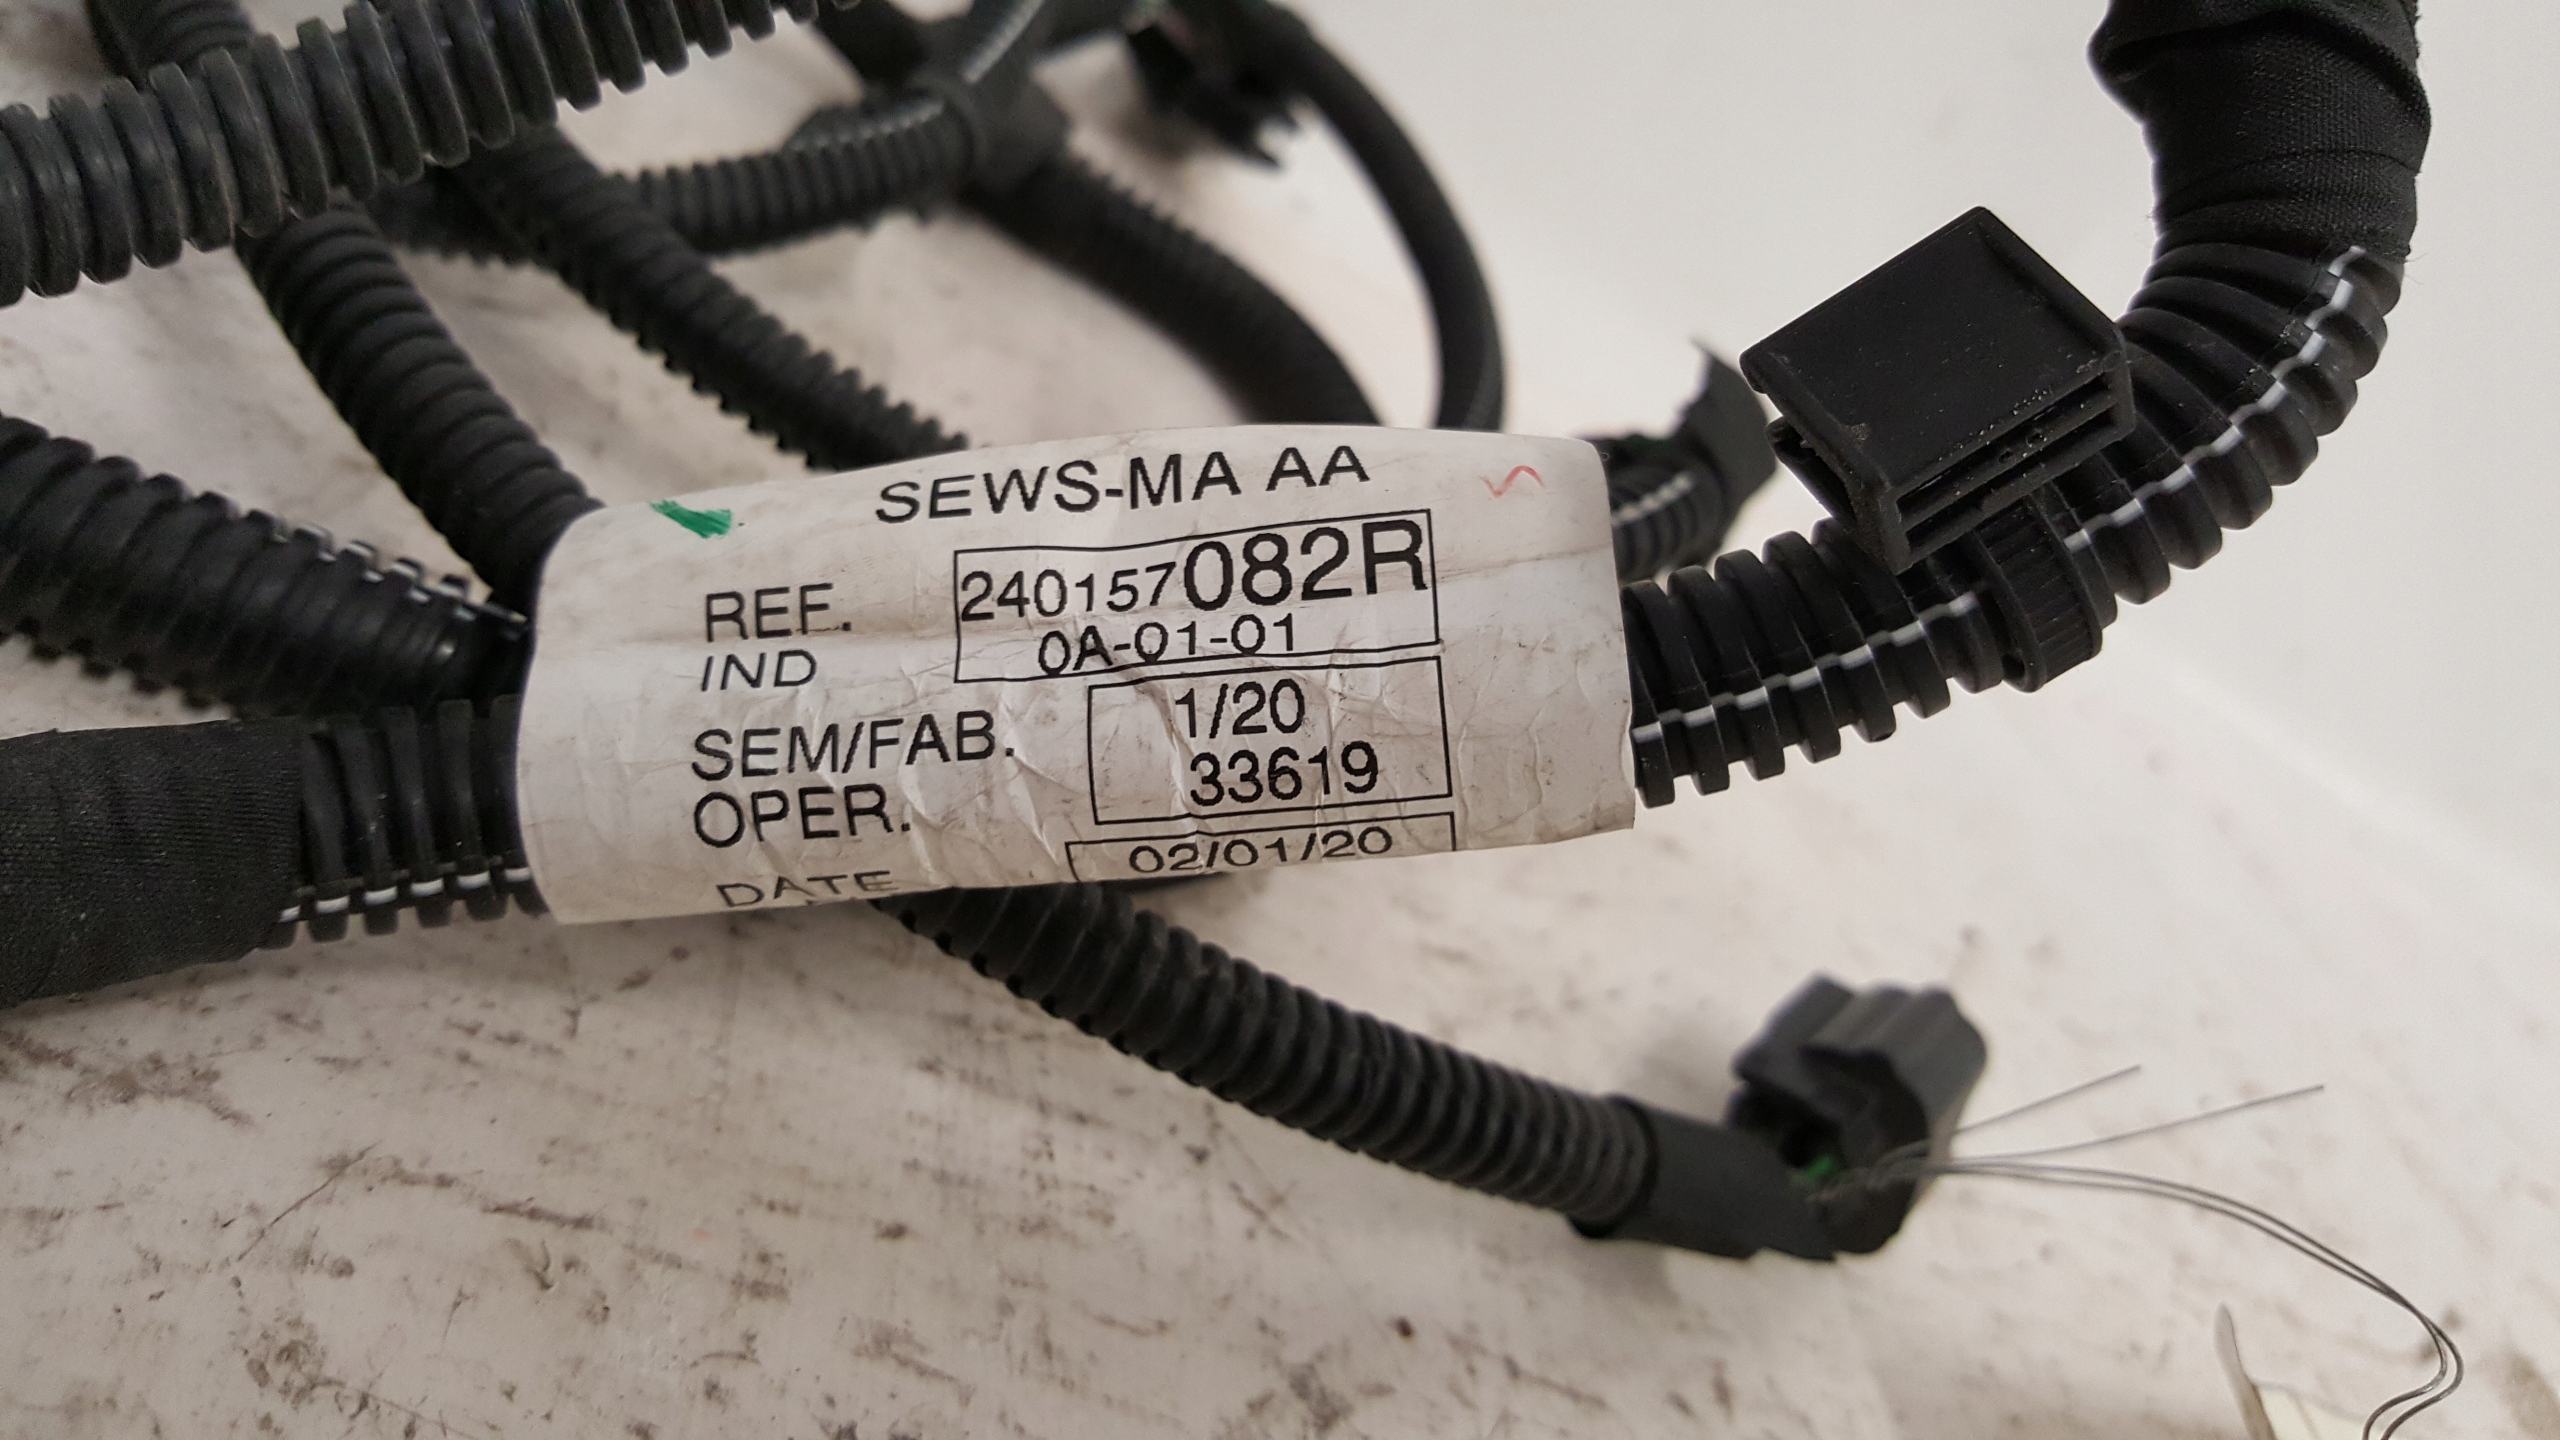 SEWS-MA AA
REF. 240157082R
IND 0A-01-01
SEM/FAB. 1/20
OPER. 33619
DATE 02/01/20